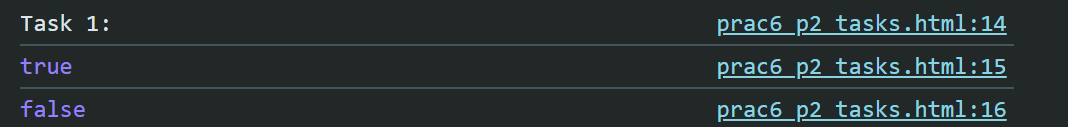 Task 1: prac6_p2_tasks.html:14
true prac6_p2_tasks.html:15
false prac6_p2_tasks.html:16